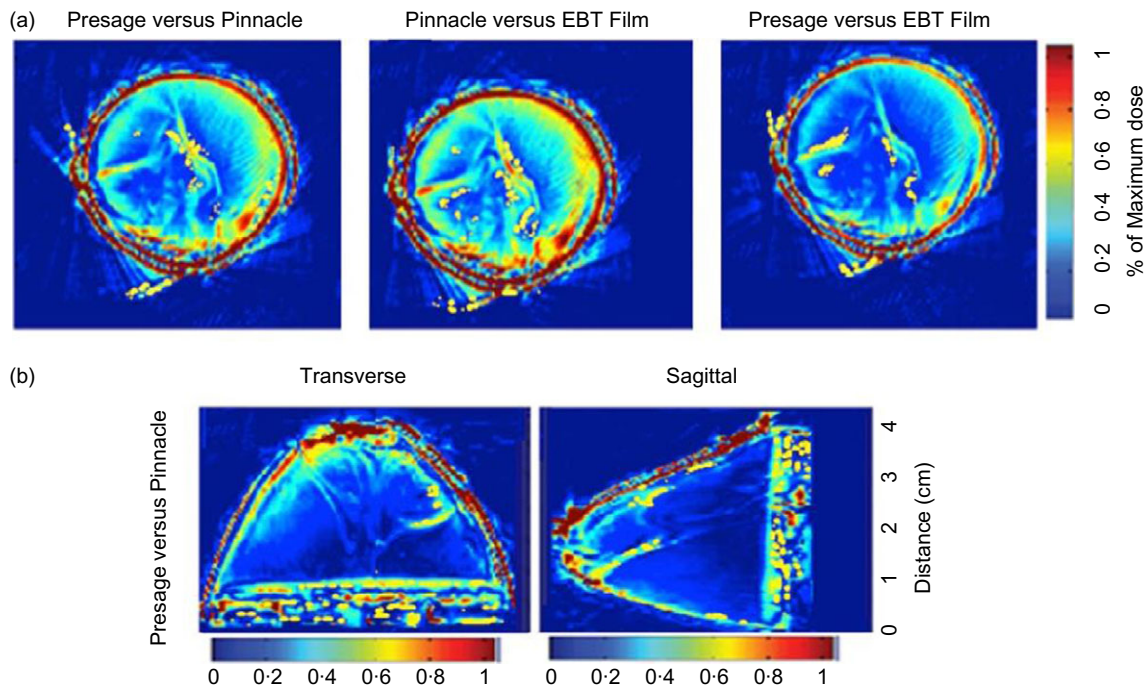 (a)
Presage versus Pinnacle
Pinnacle versus EBT Film
Presage versus EBT Film
1
0·8
0·6
0·4
0·2
0
% of Maximum dose
(b)
Transverse
Sagittal
Presage versus Pinnacle
4
3
2
1
0
Distance (cm)
0 0·2 0·4 0·6 0·8 1
0 0·2 0·4 0·6 0·8 1